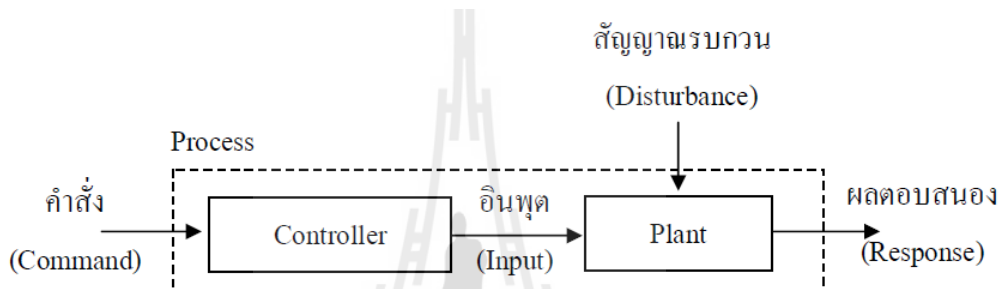 สัญญาณรบกวน
(Disturbance)
Process
คำสั่ง
(Command)
Controller
อินพุต
(Input)
Plant
ผลตอบสนอง
(Response)